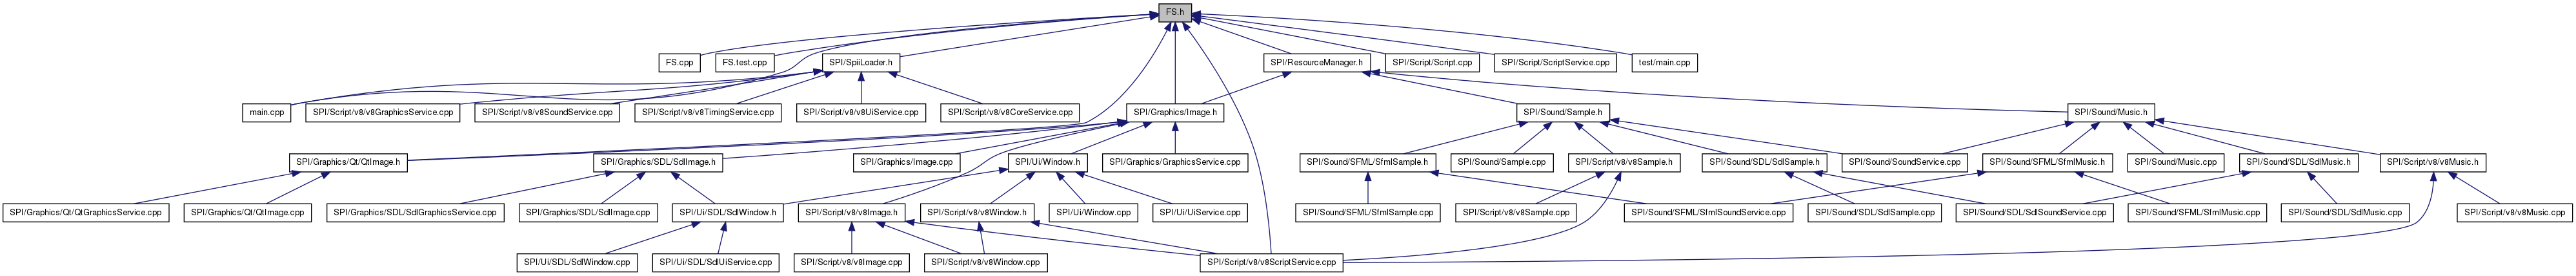 FS.h
FS.cpp
FS.test.cpp
SPI/SpiiLoader.h
SPI/ResourceManager.h
SPI/Script/Script.cpp
SPI/Script/ScriptService.cpp
test/main.cpp
main.cpp
SPI/Script/v8/v8GraphicsService.cpp
SPI/Script/v8/v8SoundService.cpp
SPI/Script/v8/v8TimingService.cpp
SPI/Script/v8/v8UiService.cpp
SPI/Script/v8/v8CoreService.cpp
SPI/Graphics/Image.h
SPI/Sound/Sample.h
SPI/Sound/Music.h
SPI/Graphics/Qt/QtImage.h
SPI/Graphics/SDL/SdlImage.h
SPI/Graphics/Image.cpp
SPI/Ui/Window.h
SPI/Graphics/GraphicsService.cpp
SPI/Sound/SFML/SfmlSample.h
SPI/Sound/Sample.cpp
SPI/Script/v8/v8Sample.h
SPI/Sound/SDL/SdlSample.h
SPI/Sound/SoundService.cpp
SPI/Sound/SFML/SfmlMusic.h
SPI/Sound/Music.cpp
SPI/Sound/SDL/SdlMusic.h
SPI/Script/v8/v8Music.h
SPI/Graphics/Qt/QtGraphicsService.cpp
SPI/Graphics/Qt/QtImage.cpp
SPI/Graphics/SDL/SdlGraphicsService.cpp
SPI/Graphics/SDL/SdlImage.cpp
SPI/Ui/SDL/SdlWindow.h
SPI/Script/v8/v8Image.h
SPI/Script/v8/v8Window.h
SPI/Ui/Window.cpp
SPI/Ui/UiService.cpp
SPI/Sound/SFML/SfmlSample.cpp
SPI/Script/v8/v8Sample.cpp
SPI/Sound/SFML/SfmlSoundService.cpp
SPI/Sound/SDL/SdlSample.cpp
SPI/Sound/SDL/SdlSoundService.cpp
SPI/Sound/SFML/SfmlMusic.cpp
SPI/Sound/SDL/SdlMusic.cpp
SPI/Script/v8/v8Music.cpp
SPI/Ui/SDL/SdlWindow.cpp
SPI/Ui/SDL/SdlUiService.cpp
SPI/Script/v8/v8Image.cpp
SPI/Script/v8/v8Window.cpp
SPI/Script/v8/v8ScriptService.cpp